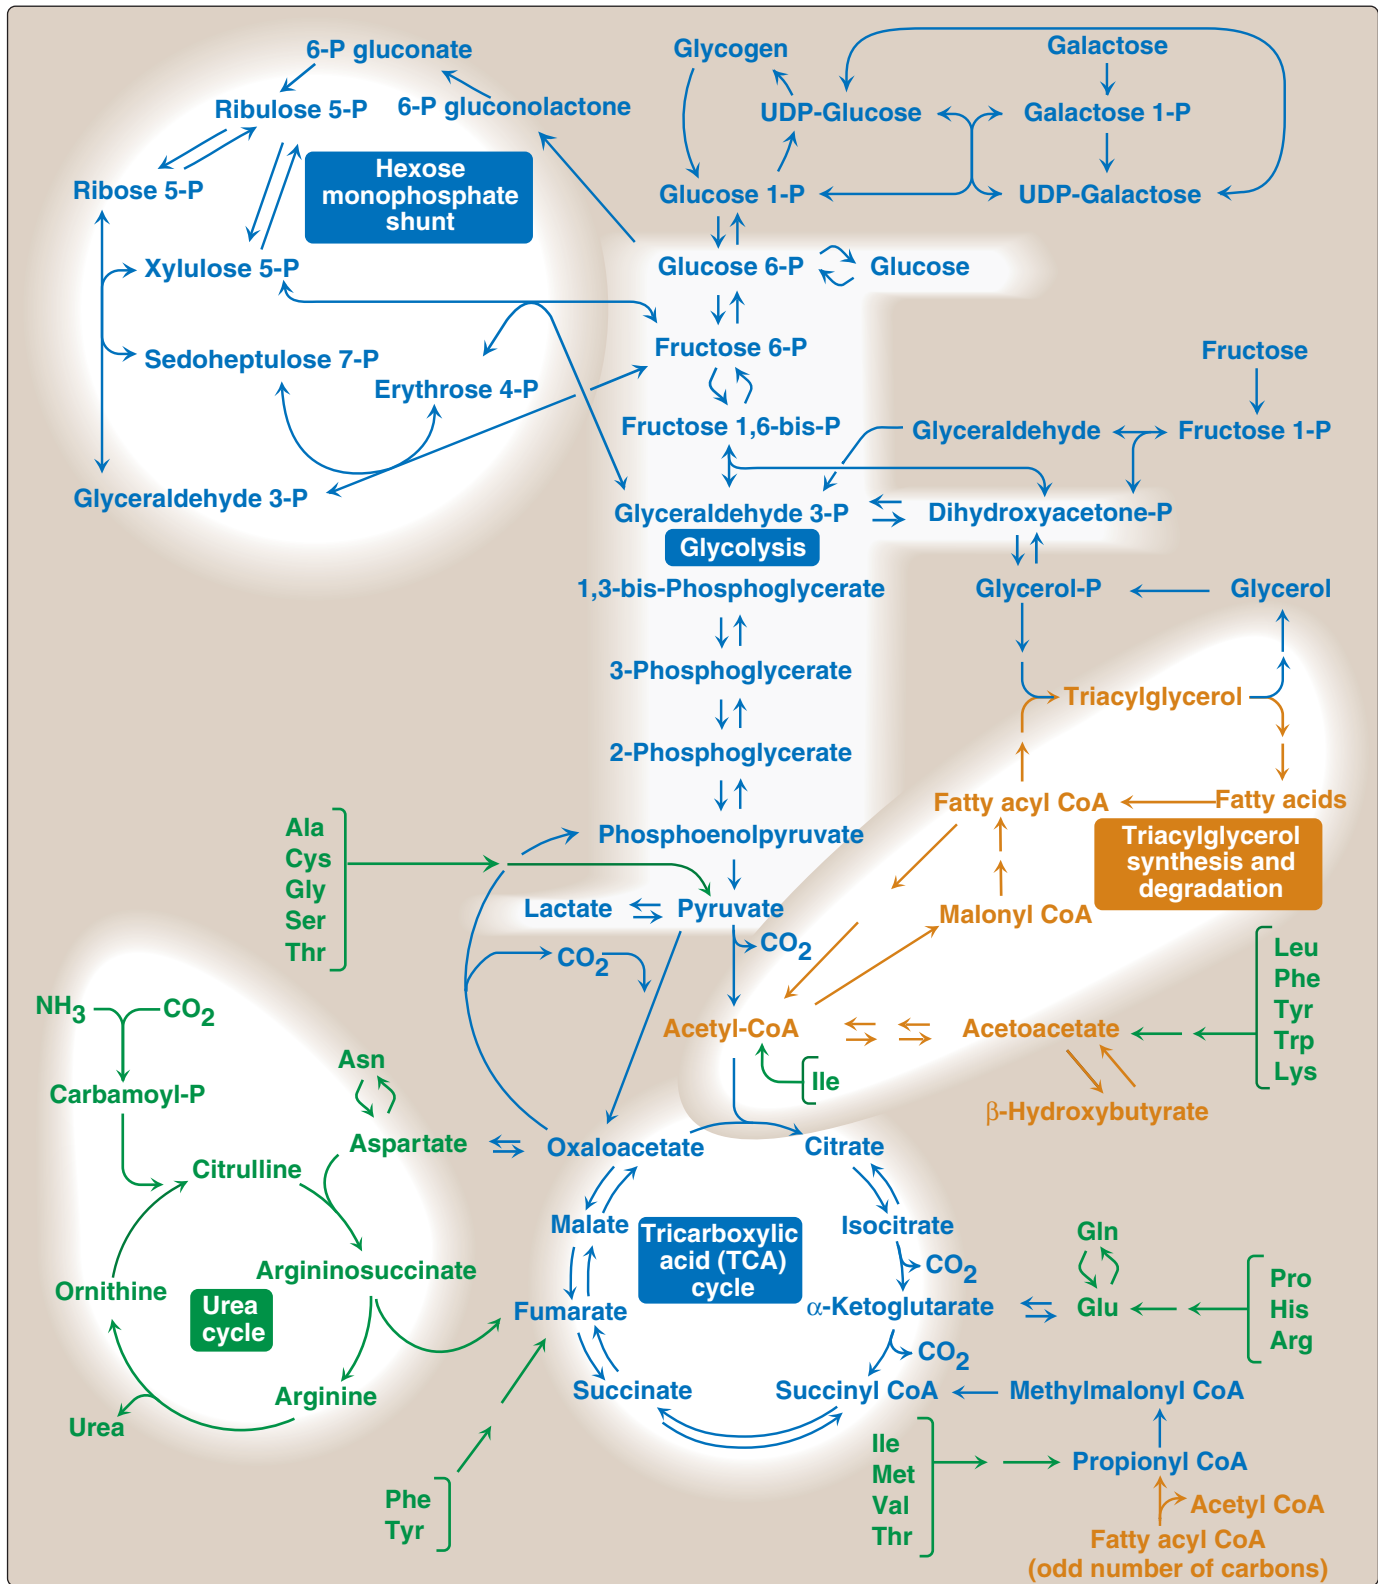 6-P gluconate
Glycogen
Galactose
Ribulose 5-P
6-P gluconolactone
UDP-Glucose
Galactose 1-P
Hexose
monophosphate
shunt
Ribose 5-P
Glucose 1-P
UDP-Galactose
Xylulose 5-P
Glucose 6-P
Glucose
Sedoheptulose 7-P
Fructose 6-P
Fructose
Erythrose 4-P
Fructose 1,6-bis-P
Glyceraldehyde
Fructose 1-P
Glyceraldehyde 3-P
Glyceraldehyde 3-P
Dihydroxyacetone-P
Glycolysis
1,3-bis-Phosphoglycerate
Glycerol-P
Glycerol
3-Phosphoglycerate
Triacylglycerol
2-Phosphoglycerate
Fatty acyl CoA
Fatty acids
Ala
Cys
Gly
Ser
Thr
Phosphoenolpyruvate
Triacylglycerol
synthesis and
degradation
Lactate
Pyruvate
Malonyl CoA
CO2
CO2
Leu
Phe
Tyr
Trp
Lys
NH3
CO2
Acetyl-CoA
Acetoacetate
Asn
Ile
Carbamoyl-P
β-Hydroxybutyrate
Aspartate
Oxaloacetate
Citrate
Citrulline
Malate
Tricarboxylic
acid (TCA)
cycle
Isocitrate
Gln
CO2
Argininosuccinate
Ornithine
Urea
cycle
Fumarate
α-Ketoglutarate
Glu
Pro
His
Arg
CO2
Arginine
Succinate
Succinyl CoA
Methylmalonyl CoA
Urea
Ile
Met
Val
Thr
Propionyl CoA
Phe
Tyr
Acetyl CoA
Fatty acyl CoA
(odd number of carbons)